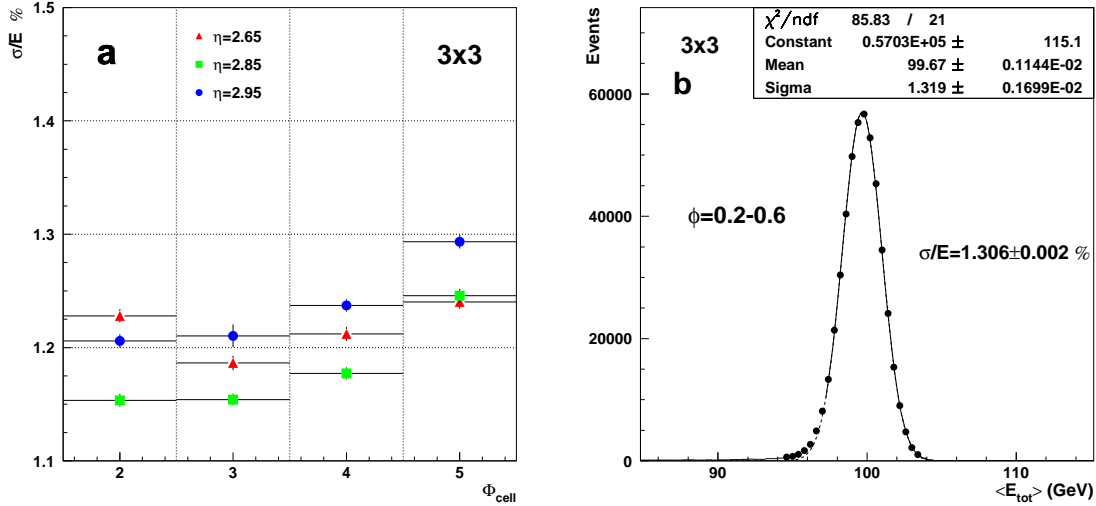 σ/E %
1.5
1.4
1.3
1.2
1.1
a
3x3
η=2.65
η=2.85
η=2.95
2 3 4 5
Φcell
Events
60000
40000
20000
0
3x3
b
χ²/ndf 85.83 / 21
Constant 0.5703E+05 ± 115.1
Mean 99.67 ± 0.1144E-02
Sigma 1.319 ± 0.1699E-02
ϕ=0.2-0.6
σ/E=1.306±0.002 %
90 100 110
<Etot> (GeV)